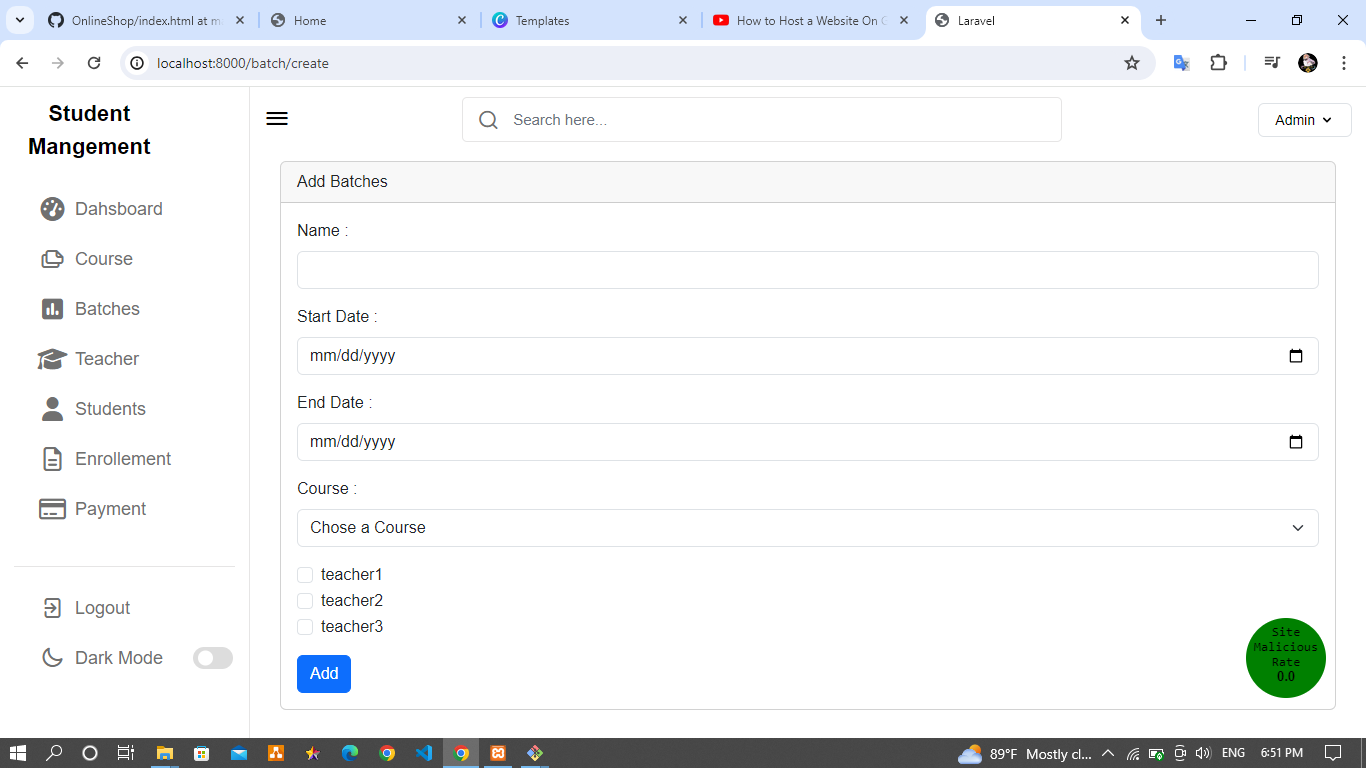 OnlineShop/index.html at ma
Home
Templates
How to Host a Website On G
Laravel
localhost:8000/batch/create
Student
Mangement
Search here...
Admin
Dahsboard
Course
Batches
Teacher
Students
Enrollement
Payment
Logout
Dark Mode
Add Batches
Name :
Start Date :
mm/dd/yyyy
End Date :
mm/dd/yyyy
Course :
Chose a Course
teacher1
teacher2
teacher3
Add
Site
Malicious
Rate
0.0
89°F Mostly cl...
ENG
6:51 PM